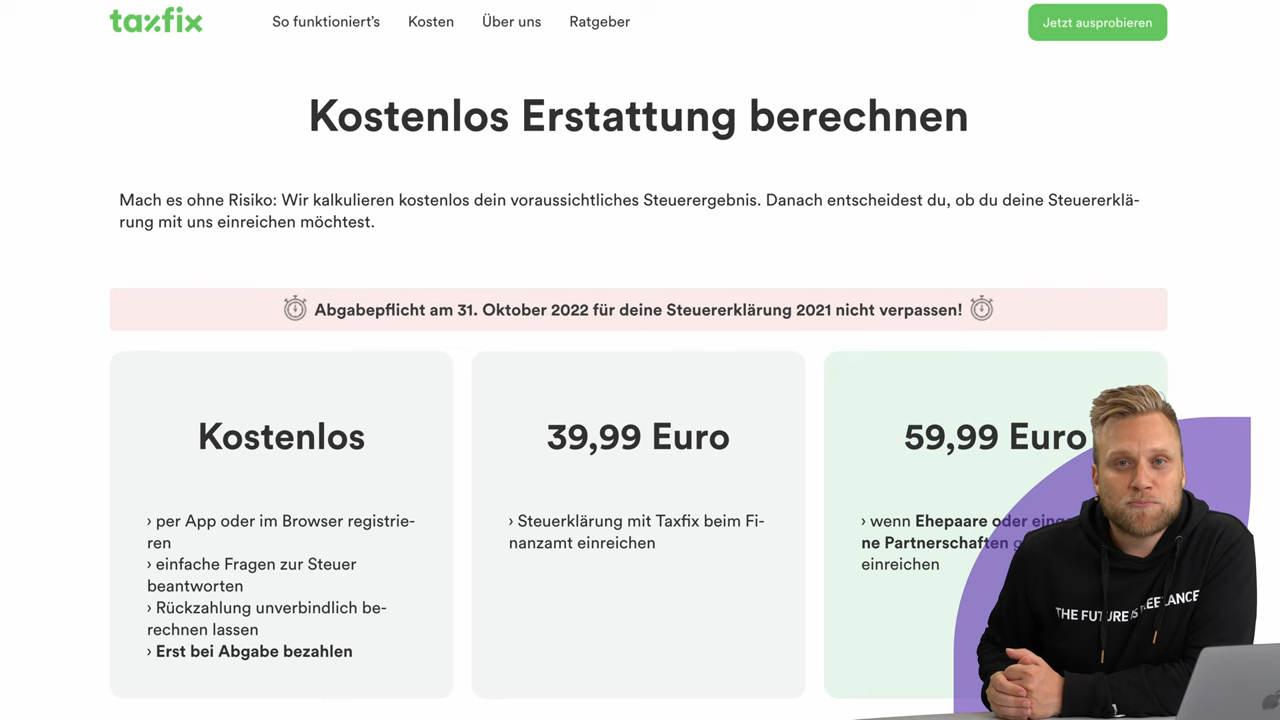 taxfix
So funktioniert's
Kosten
Über uns
Ratgeber
Jetzt ausprobieren
Kostenlos Erstattung berechnen
Mach es ohne Risiko: Wir kalkulieren kostenlos dein voraussichtliches Steuerergebnis. Danach entscheidest du, ob du deine Steuererklä-
rung mit uns einreichen möchtest.
Abgabepflicht am 31. Oktober 2022 für deine Steuererklärung 2021 nicht verpassen!
Kostenlos
› per App oder im Browser registrie-
ren
› einfache Fragen zur Steuer
beantworten
› Rückzahlung unverbindlich be-
rechnen lassen
› Erst bei Abgabe bezahlen
39,99 Euro
› Steuerklärung mit Taxfix beim Fi-
nanzamt einreichen
59,99 Euro
› wenn Ehepaare oder
ne Partnerschaften
einreichen
THE FUTURE IS FREELANCE